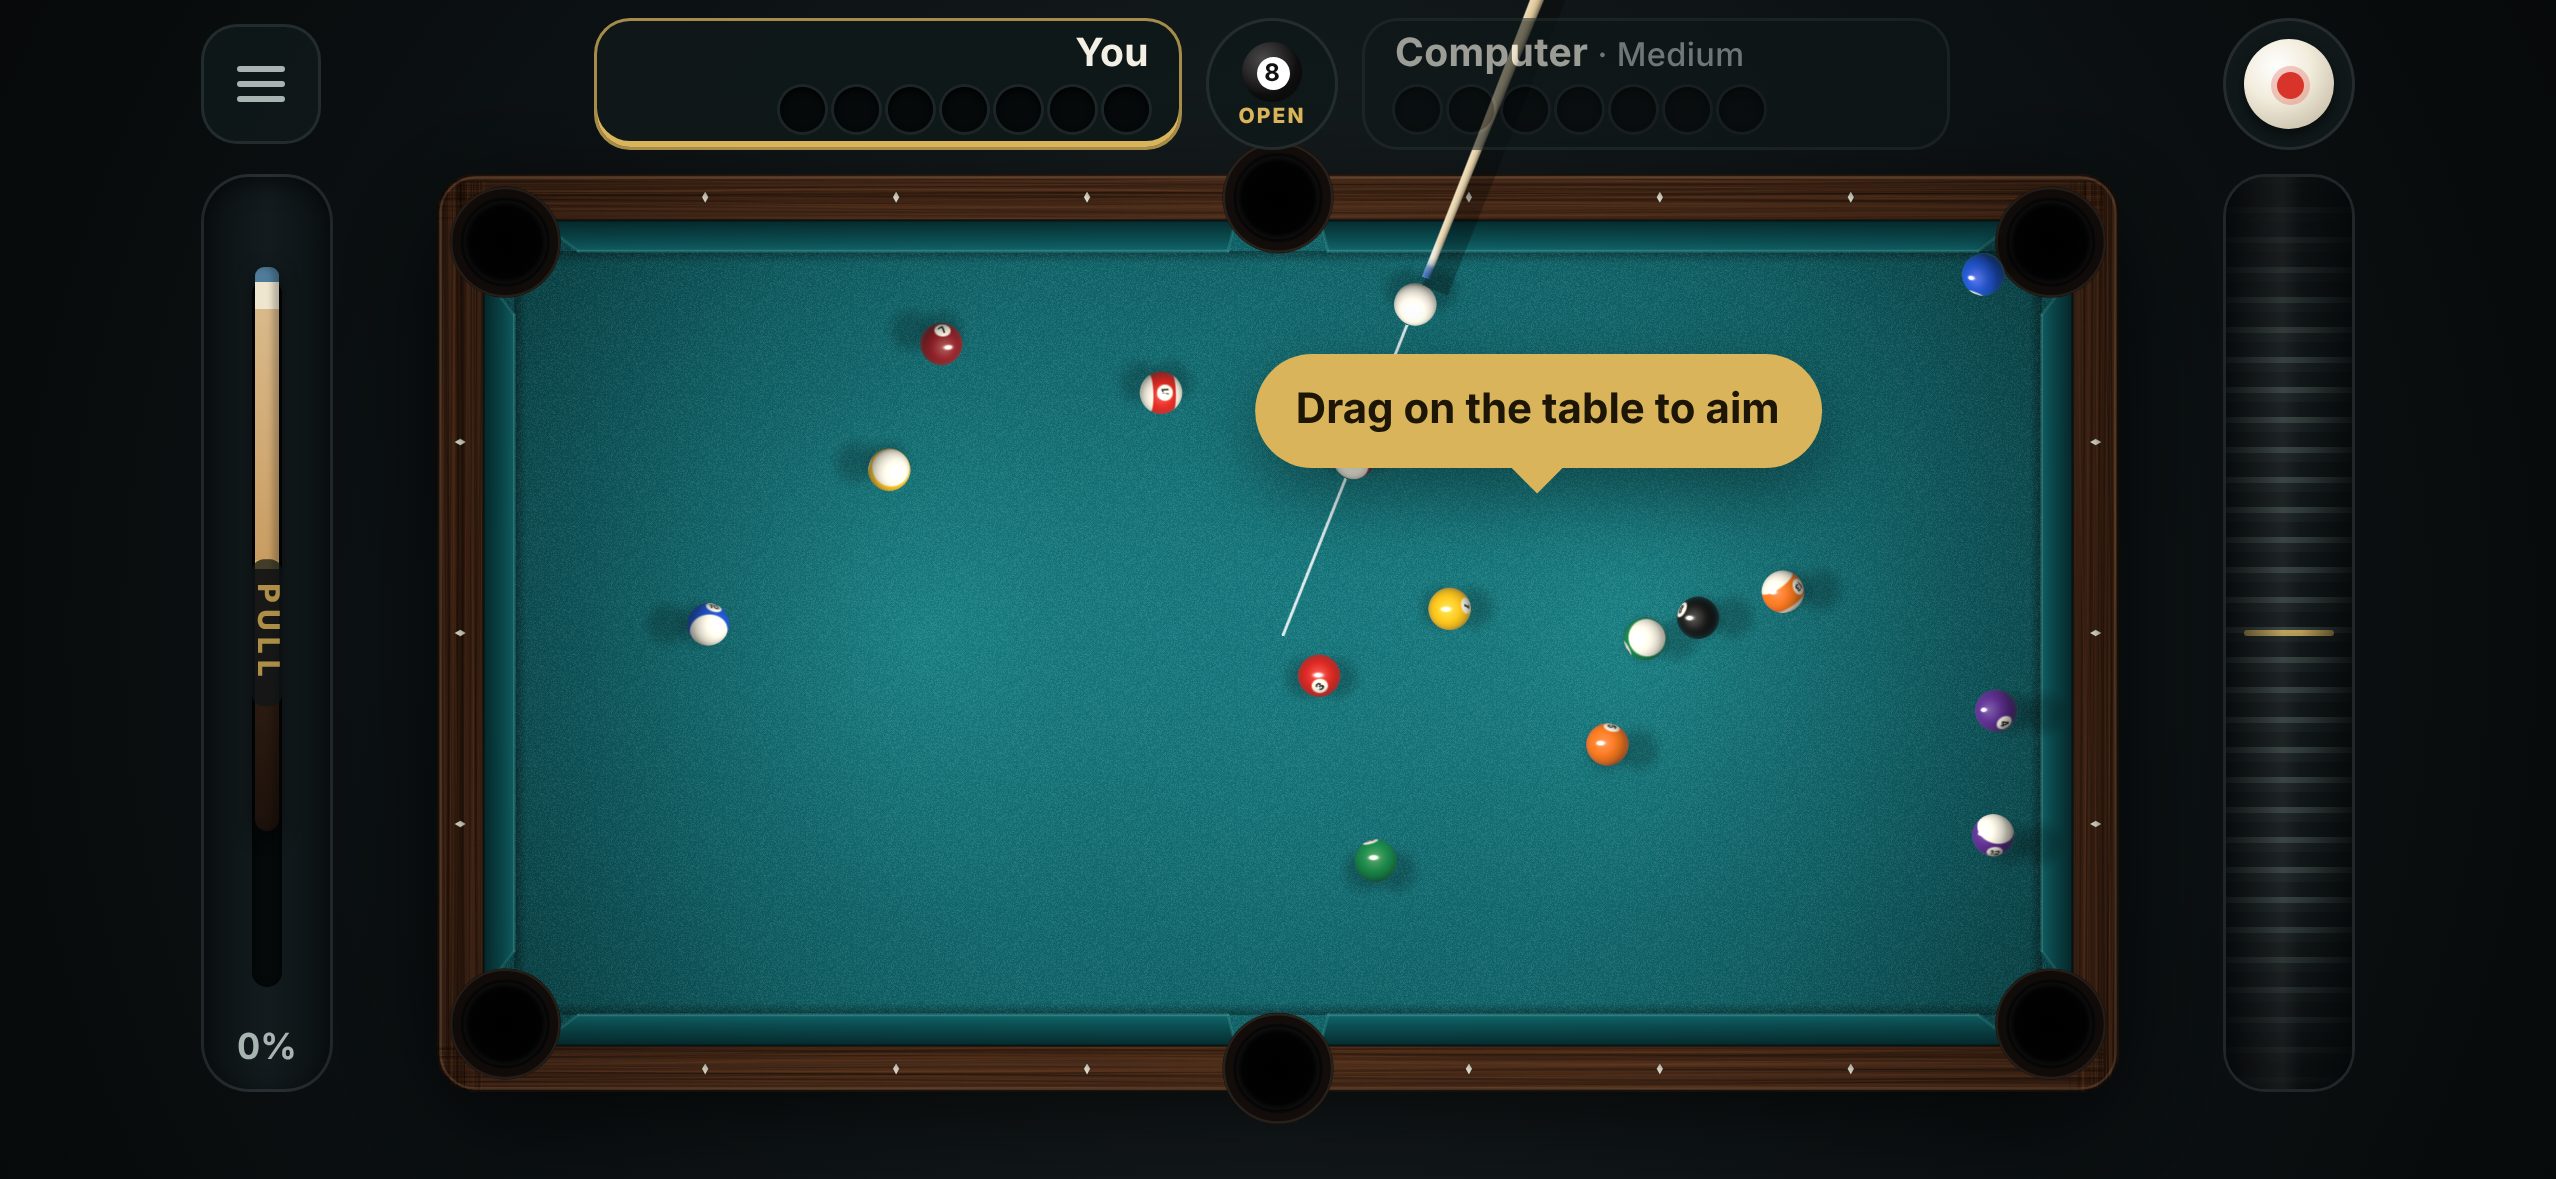 You
8
OPEN
Computer · Medium
Drag on the table to aim
PULL
0%